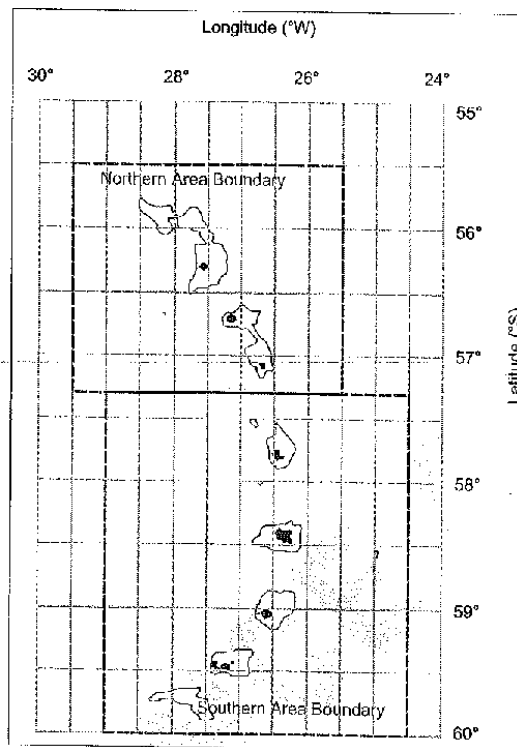 Longitude (°W)
30° 28° 26° 24°
55°
Northern Area Boundary
56°
57°
Latitude (°S)
58°
59°
Southern Area Boundary
60°